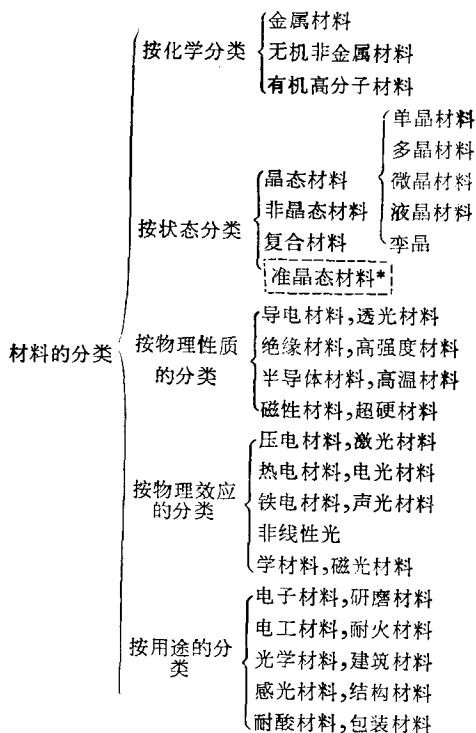 材料的分类
按化学分类
金属材料
无机非金属材料
有机高分子材料
按状态分类
晶态材料
非晶态材料
复合材料
准晶态材料*
单晶材料
多晶材料
微晶材料
液晶材料
孪晶
按物理性质
的分类
导电材料,透光材料
绝缘材料,高强度材料
半导体材料,高温材料
磁性材料,超硬材料
按物理效应
的分类
压电材料,激光材料
热电材料,电光材料
铁电材料,声光材料
非线性光
学材料,磁光材料
按用途的分
类
电子材料,研磨材料
电工材料,耐火材料
光学材料,建筑材料
感光材料,结构材料
耐酸材料,包装材料